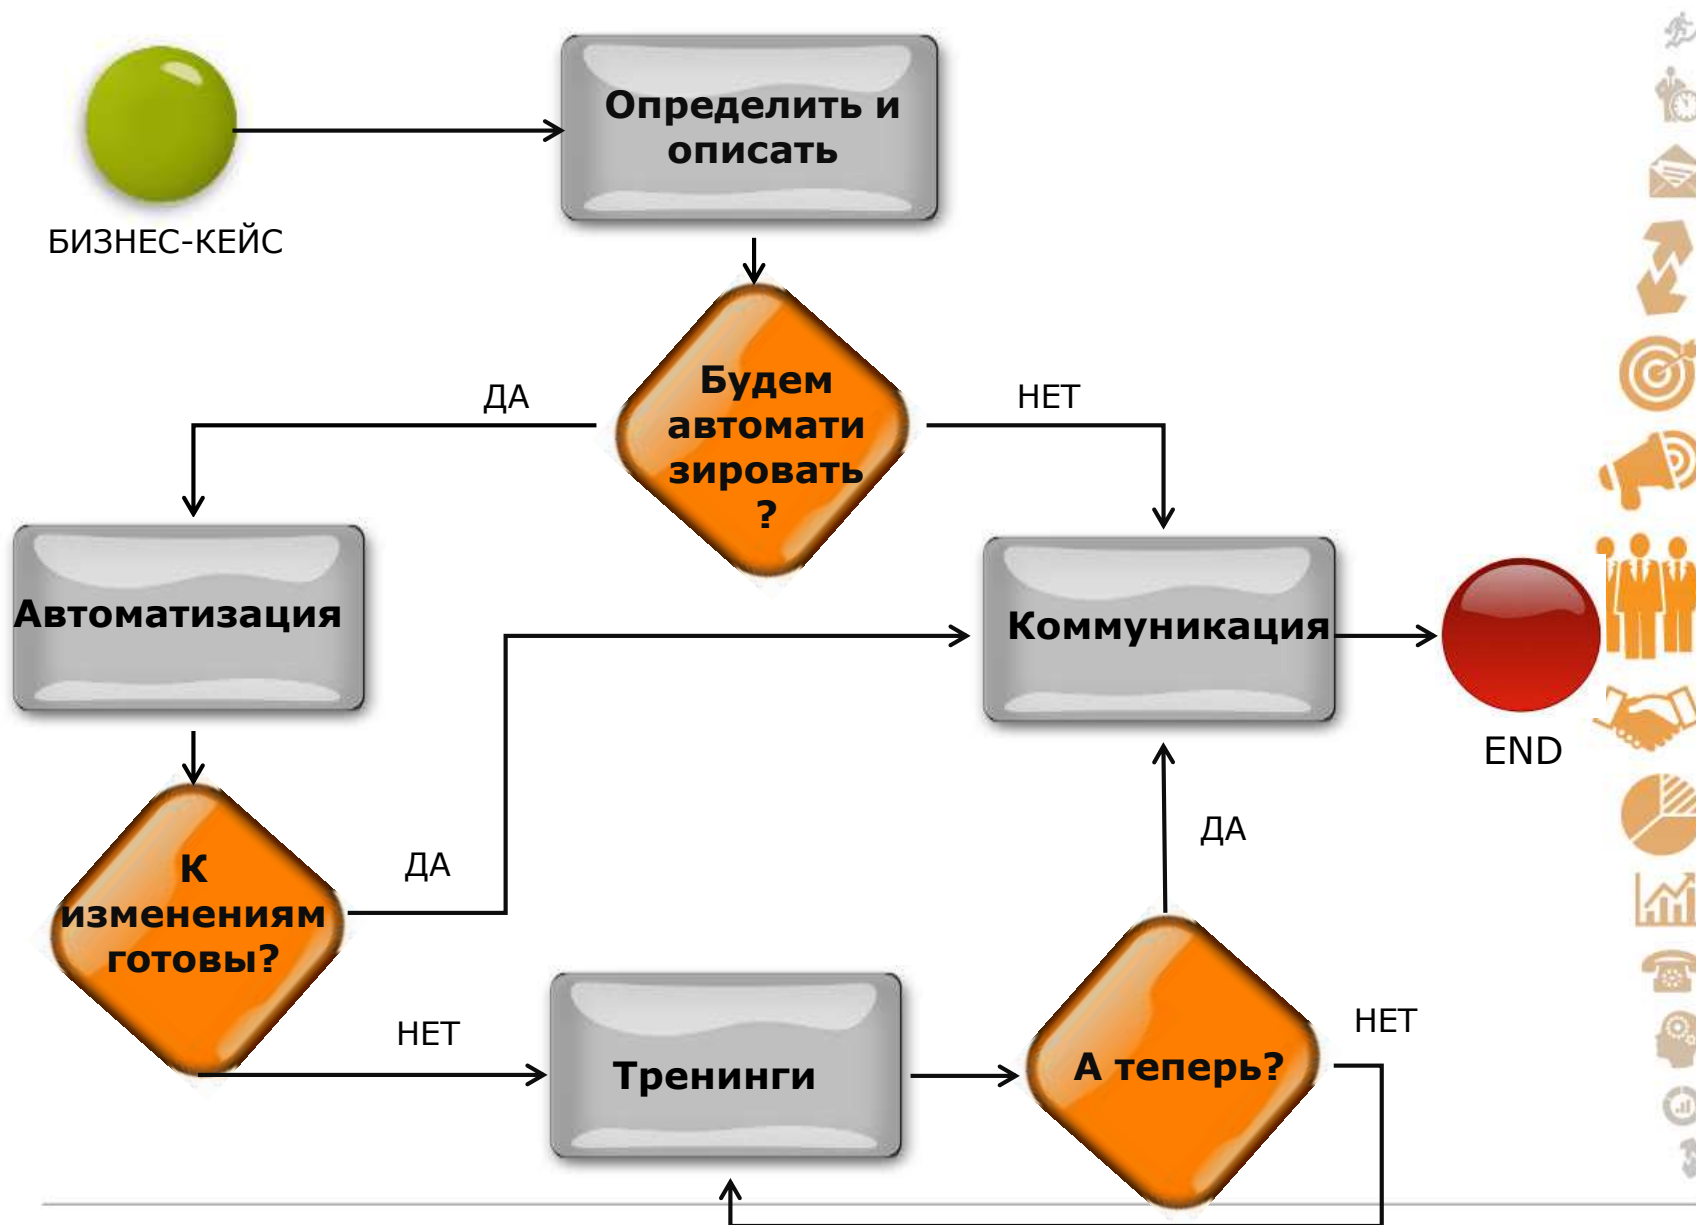 Определить и
описать
БИЗНЕС-КЕЙС
Будем
автомати
зировать
?
ДА
НЕТ
Автоматизация
Коммуникация
END
К
изменениям
готовы?
ДА
ДА
НЕТ
Тренинги
А теперь?
НЕТ